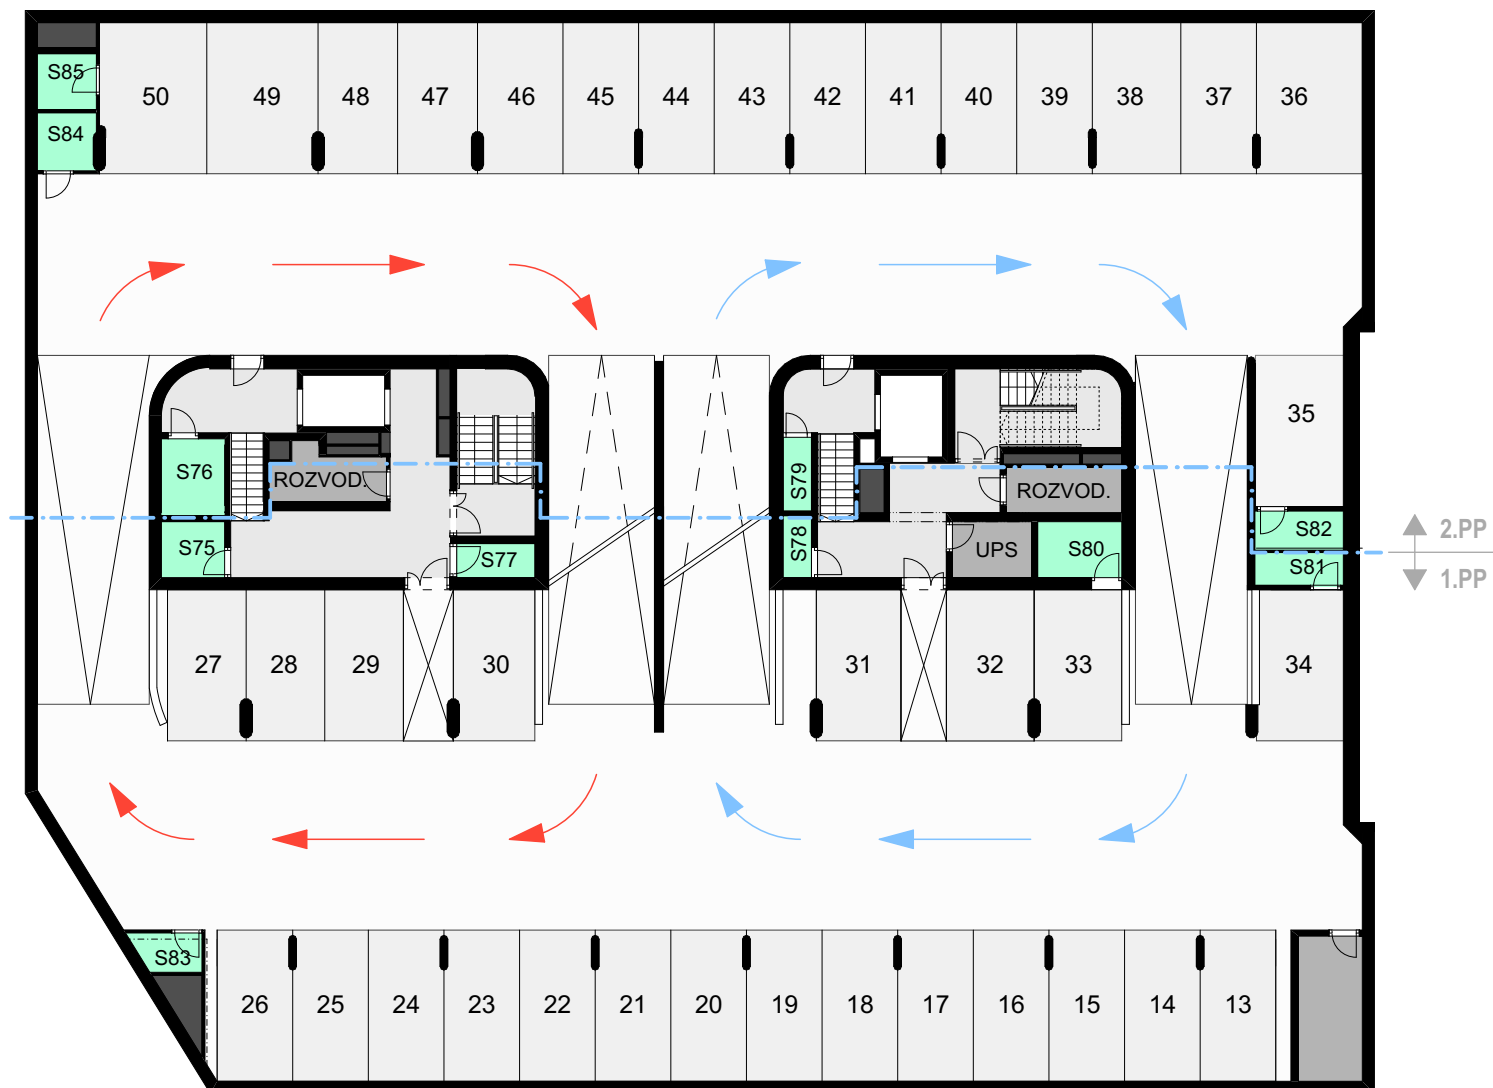 S85
50 49 48 47 46 45 44 43 42 41 40 39 38 37 36
S84
35
S76
ROZVOD.
S79
ROZVOD.
S75
S77
S78
UPS
S80
S82
S81
2.PP
1.PP
27 28 29 30 31 32 33 34
S83
26 25 24 23 22 21 20 19 18 17 16 15 14 13